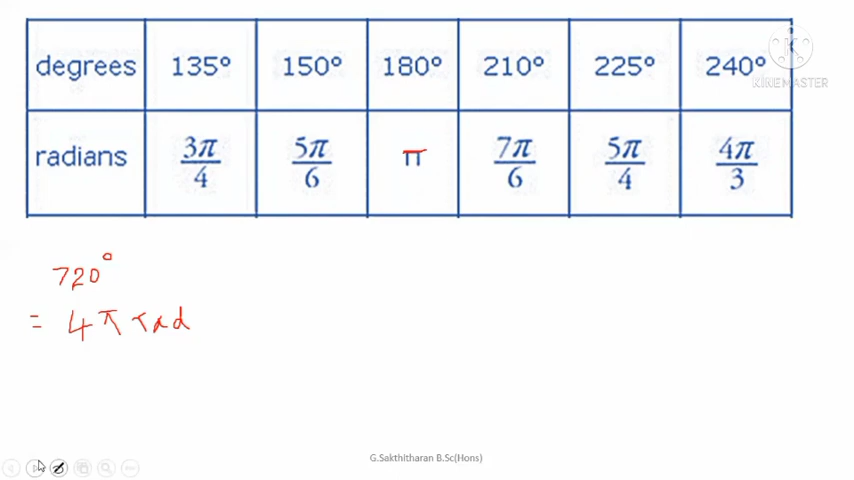 degrees 135° 150° 180° 210° 225° 240°
KINEMASTER
radians 3π/4 5π/6 π 7π/6 5π/4 4π/3
720°
= 4π rad
G.Sakthitharan B.Sc(Hons)